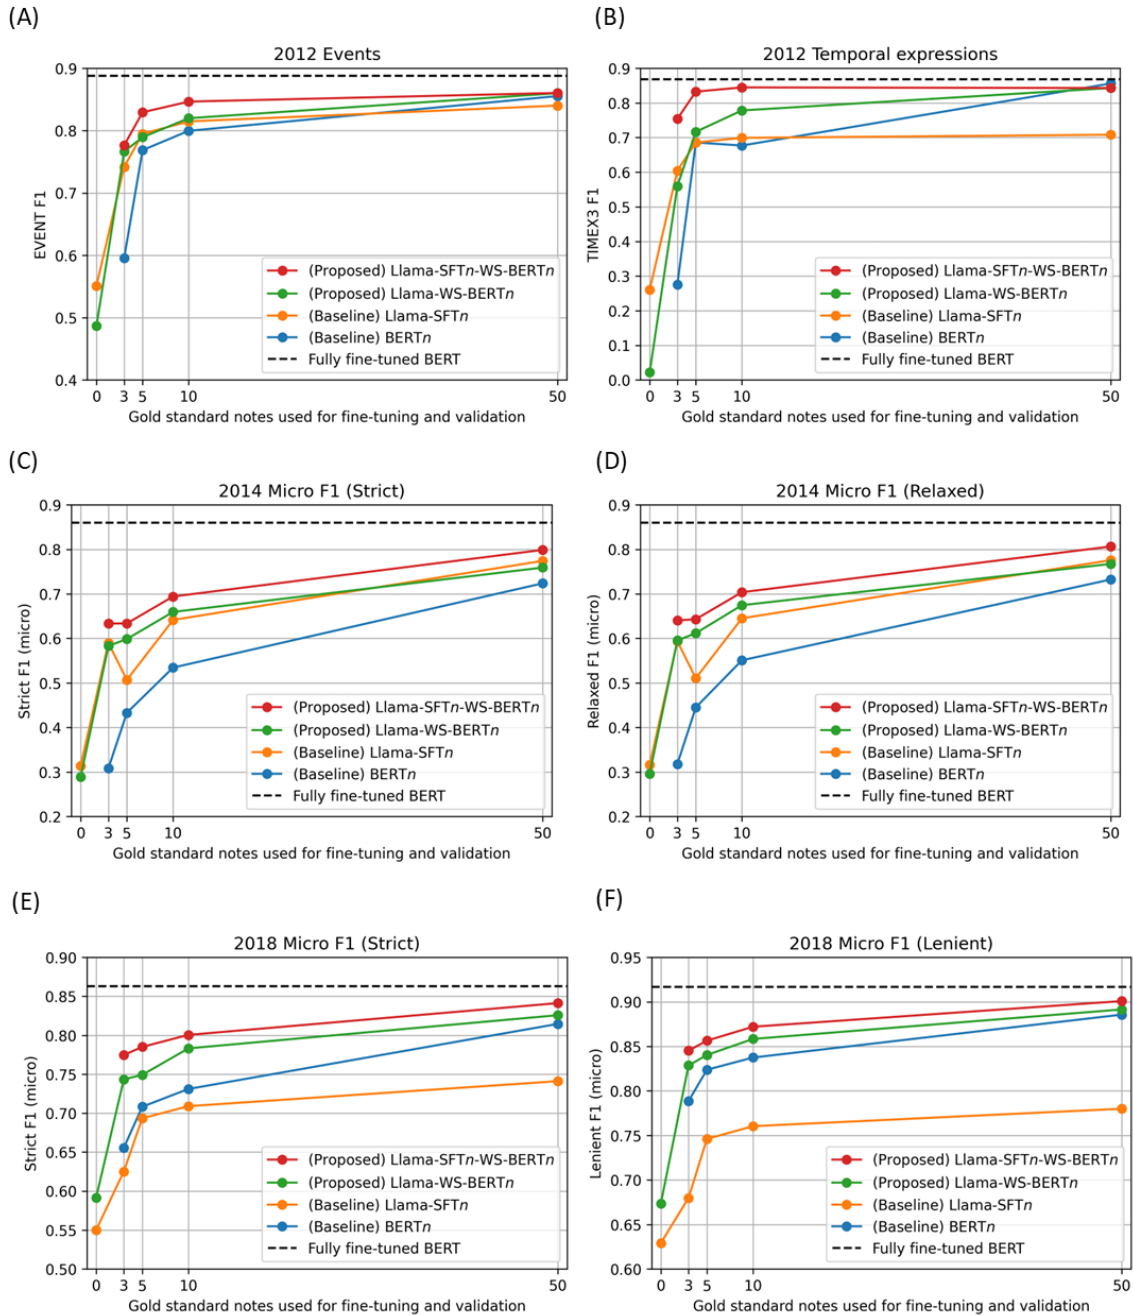 (A)
2012 Events
0.9
0.8
0.7
0.6
0.5
0.4
EVENT F1
(Proposed) Llama-SFTn-WS-BERTn
(Proposed) Llama-WS-BERTn
(Baseline) Llama-SFTn
(Baseline) BERTn
Fully fine-tuned BERT
0 3 5 10 50
Gold standard notes used for fine-tuning and validation
(B)
2012 Temporal expressions
0.9
0.8
0.7
0.6
0.5
0.4
0.3
0.2
0.1
0.0
TIMEX3 F1
(Proposed) Llama-SFTn-WS-BERTn
(Proposed) Llama-WS-BERTn
(Baseline) Llama-SFTn
(Baseline) BERTn
Fully fine-tuned BERT
0 3 5 10 50
Gold standard notes used for fine-tuning and validation
(C)
2014 Micro F1 (Strict)
0.9
0.8
0.7
0.6
0.5
0.4
0.3
0.2
Strict F1 (micro)
(Proposed) Llama-SFTn-WS-BERTn
(Proposed) Llama-WS-BERTn
(Baseline) Llama-SFTn
(Baseline) BERTn
Fully fine-tuned BERT
0 3 5 10 50
Gold standard notes used for fine-tuning and validation
(D)
2014 Micro F1 (Relaxed)
0.9
0.8
0.7
0.6
0.5
0.4
0.3
0.2
Relaxed F1 (micro)
(Proposed) Llama-SFTn-WS-BERTn
(Proposed) Llama-WS-BERTn
(Baseline) Llama-SFTn
(Baseline) BERTn
Fully fine-tuned BERT
0 3 5 10 50
Gold standard notes used for fine-tuning and validation
(E)
2018 Micro F1 (Strict)
0.90
0.85
0.80
0.75
0.70
0.65
0.60
0.55
0.50
Strict F1 (micro)
(Proposed) Llama-SFTn-WS-BERTn
(Proposed) Llama-WS-BERTn
(Baseline) Llama-SFTn
(Baseline) BERTn
Fully fine-tuned BERT
0 3 5 10 50
Gold standard notes used for fine-tuning and validation
(F)
2018 Micro F1 (Lenient)
0.95
0.90
0.85
0.80
0.75
0.70
0.65
0.60
Lenient F1 (micro)
(Proposed) Llama-SFTn-WS-BERTn
(Proposed) Llama-WS-BERTn
(Baseline) Llama-SFTn
(Baseline) BERTn
Fully fine-tuned BERT
0 3 5 10 50
Gold standard notes used for fine-tuning and validation